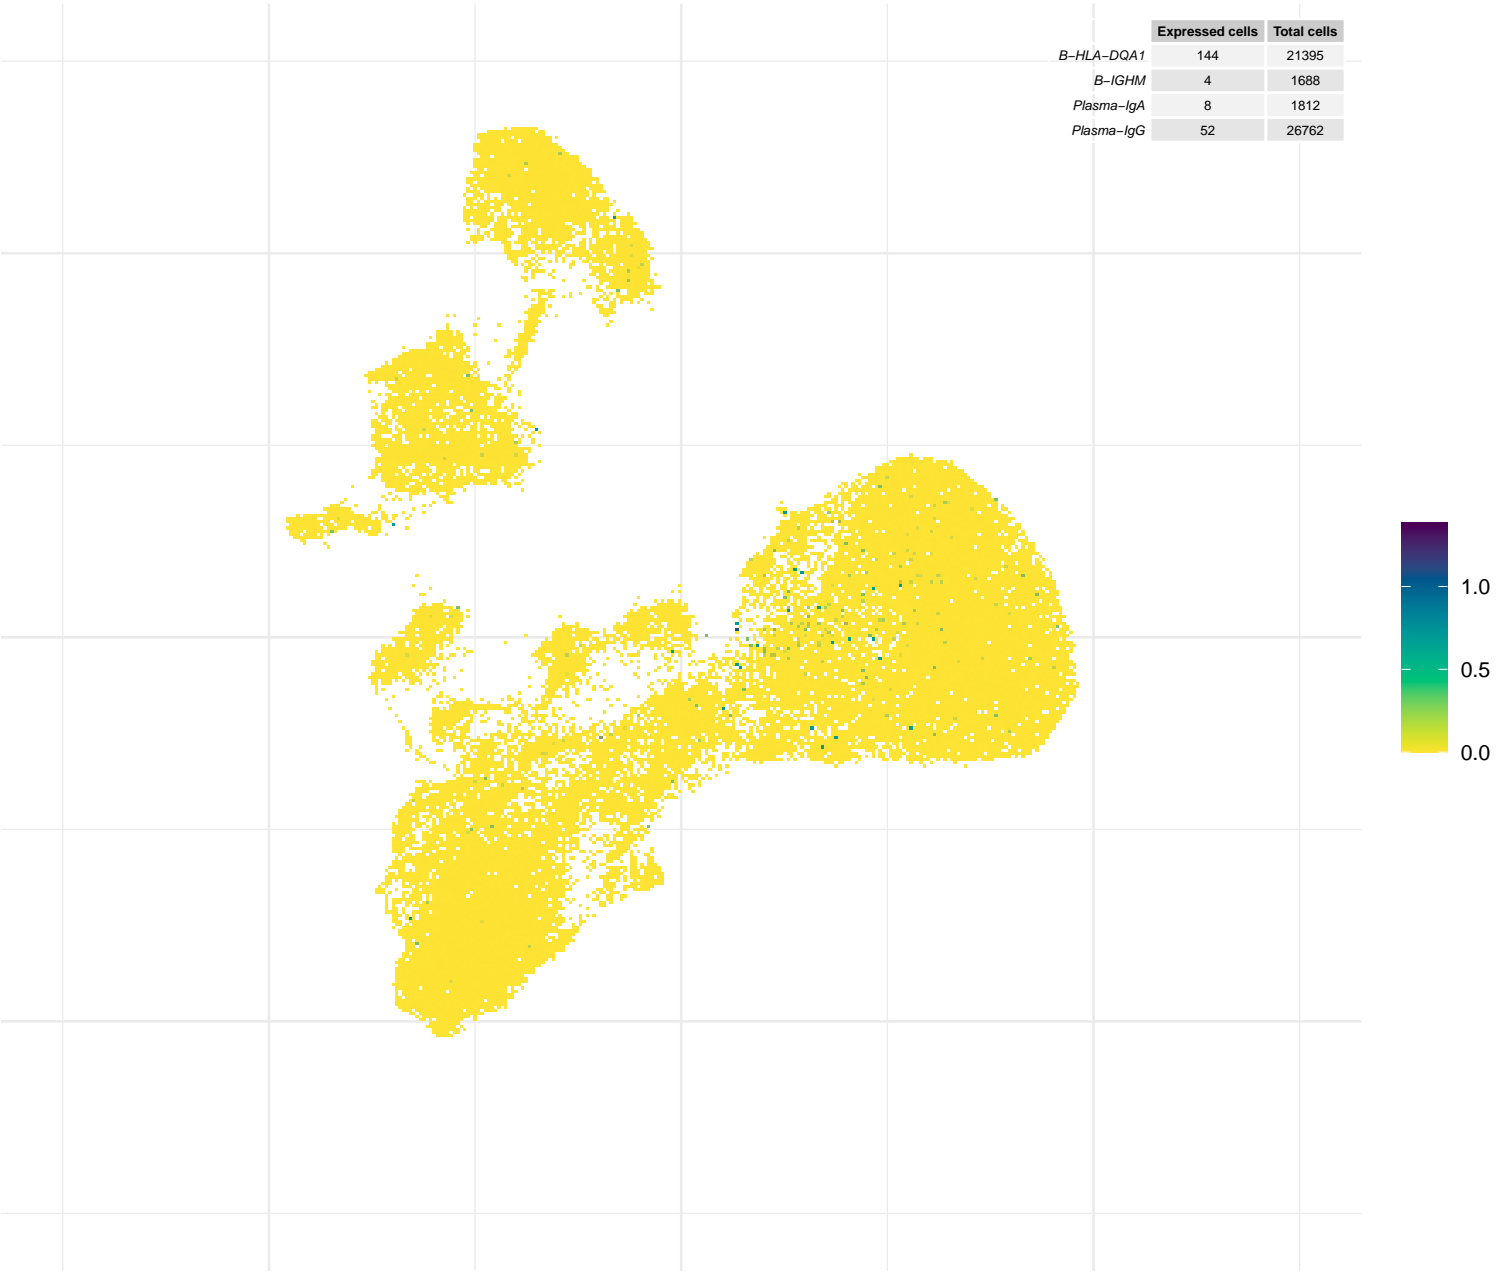 Expressed cells Total cells
B−HLA−DQA1 144 21395
B−IGHM 4 1688
Plasma−IgA 8 1812
Plasma−IgG 52 26762
1.0
0.5
0.0